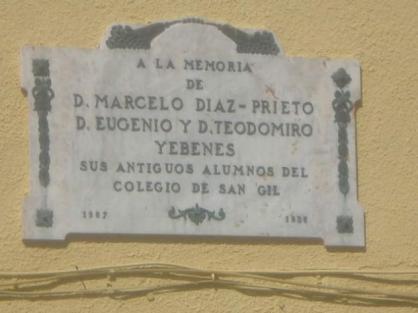 A LA MEMORIA
DE
D. MARCELO DIAZ-PRIETO
D. EUGENIO Y D. TEODOMIRO
YEBENES
SUS ANTIGUOS ALUMNOS DEL
COLEGIO DE SAN GIL